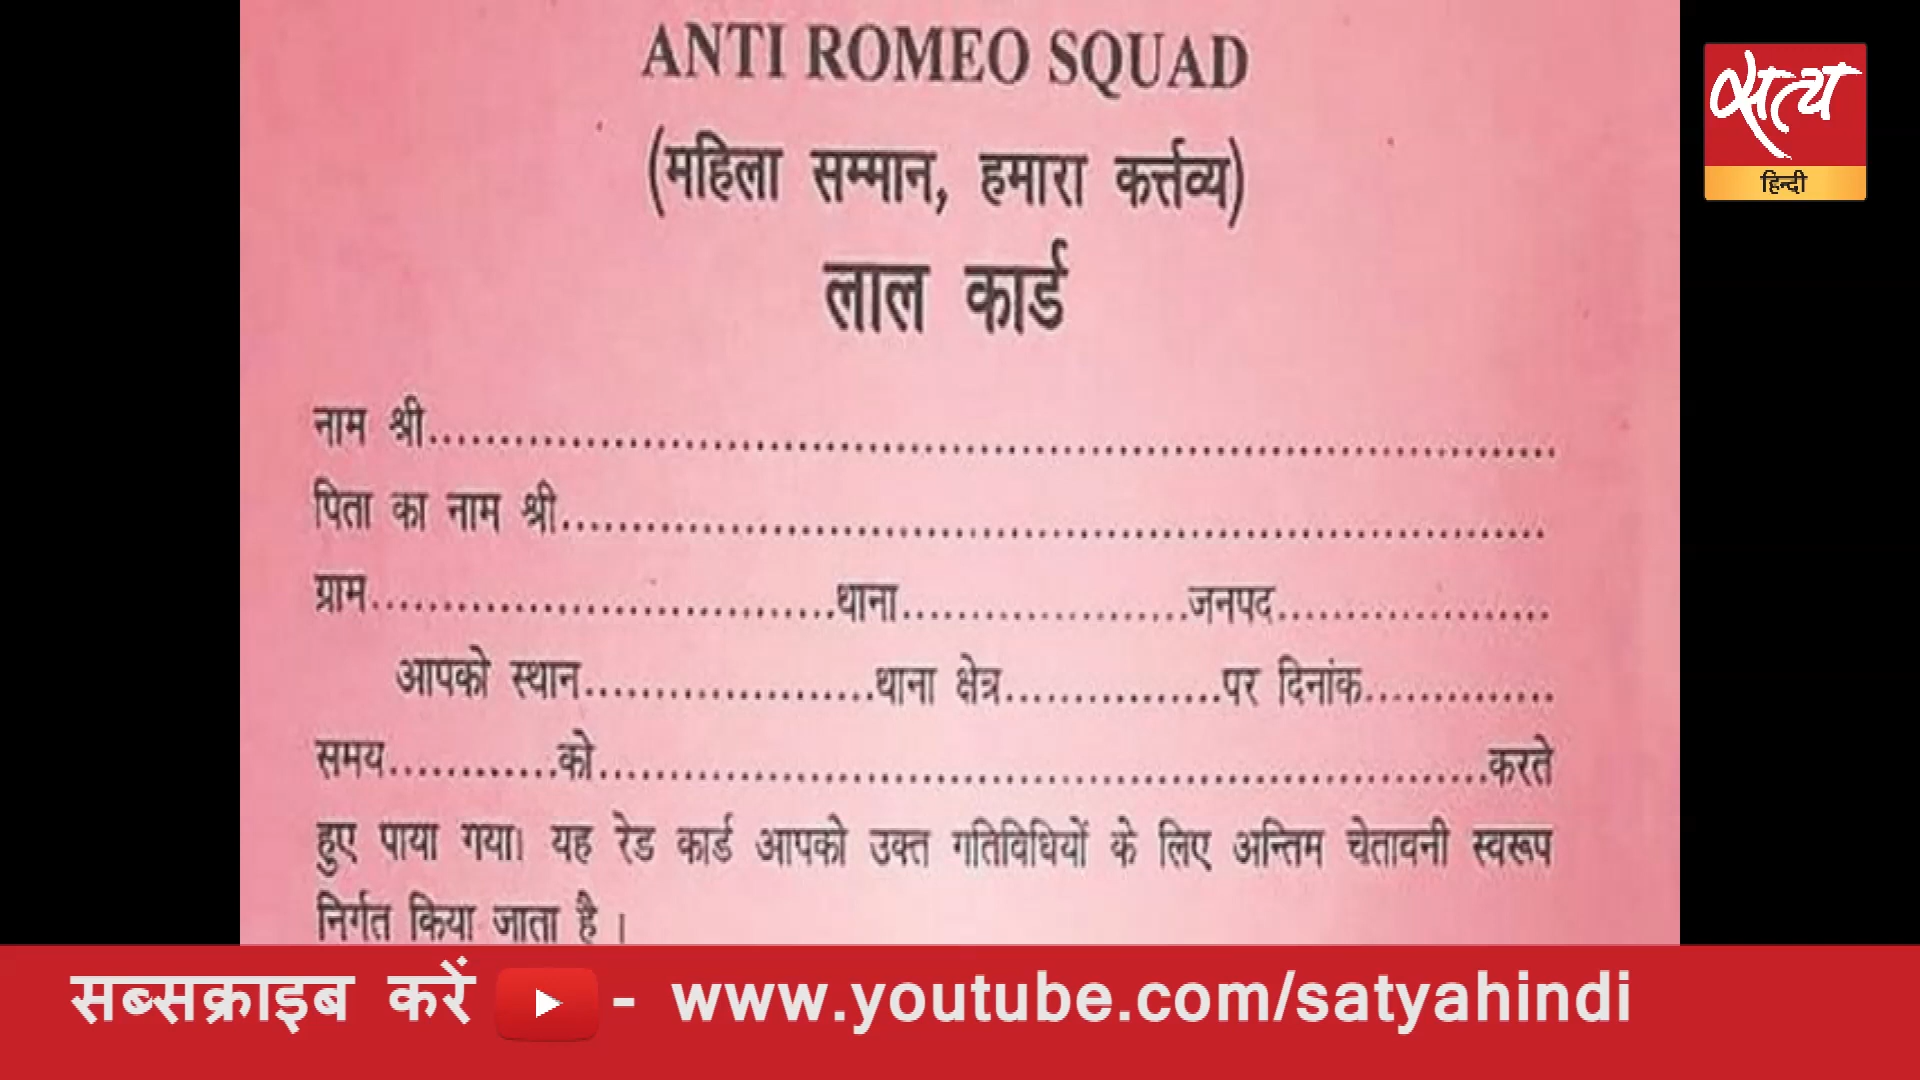 ANTI ROMEO SQUAD
(महिला सम्मान, हमारा कर्त्तव्य)
लाल कार्ड
नाम श्री..........................................................................................
पिता का नाम श्री................................................................................
ग्राम..................................थाना.....................जनपद....................
आपको स्थान.....................थाना क्षेत्र................पर दिनांक..............
समय............को.................................................................करते
हुए पाया गया। यह रेड कार्ड आपको उक्त गतिविधियों के लिए अन्तिम चेतावनी स्वरूप
निर्गत किया जाता है ।
सत्य
हिन्दी
सब्सक्राइब करें - www.youtube.com/satyahindi